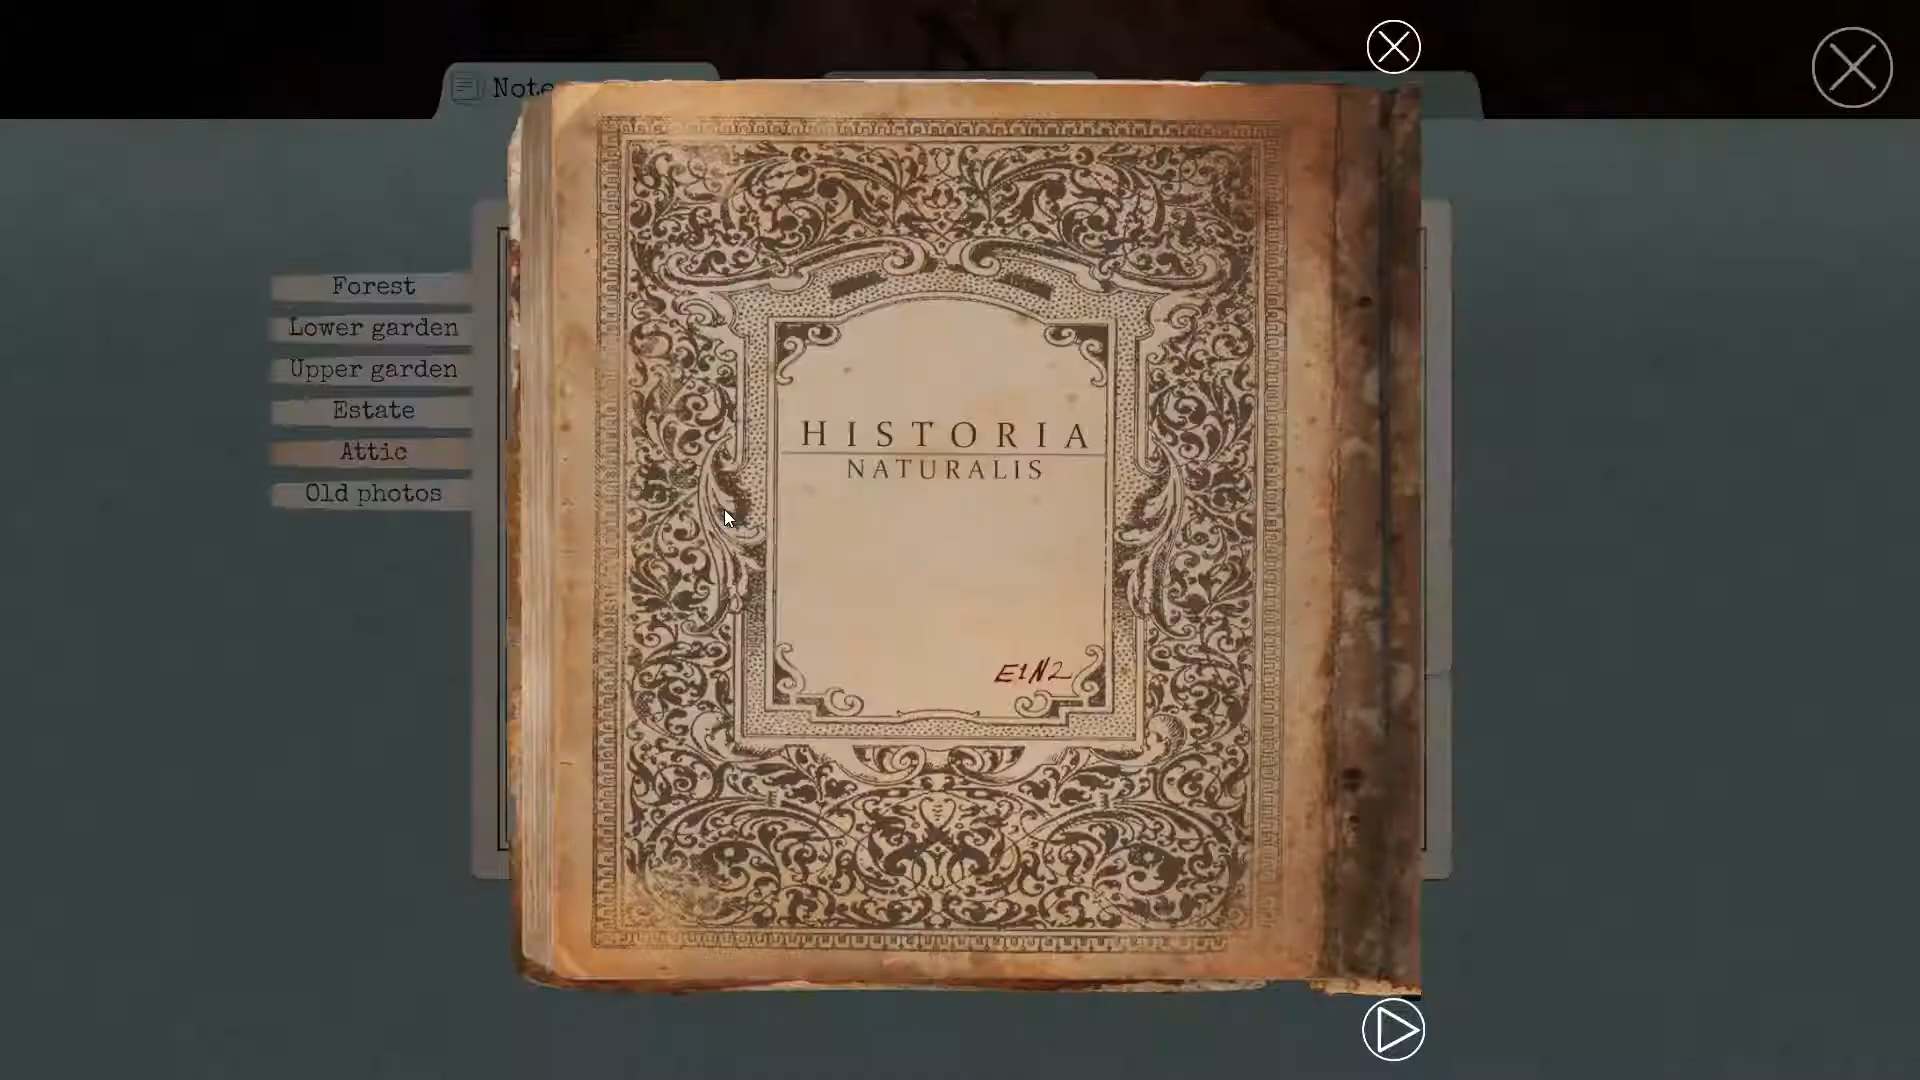 Note
Forest
Lower garden
Upper garden
Estate
Attic
Old photos
HISTORIA
NATURALIS
E1N2